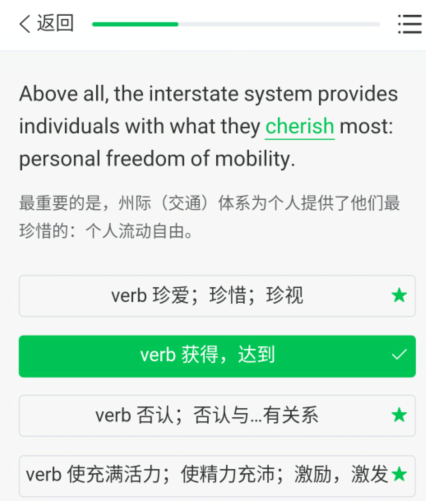 返回
Above all, the interstate system provides
individuals with what they cherish most:
personal freedom of mobility.
最重要的是，州际（交通）体系为个人提供了他们最
珍惜的：个人流动自由。
verb 珍爱；珍惜；珍视
verb 获得，达到
verb 否认；否认与...有关系
verb 使充满活力；使精力充沛；激励，激发